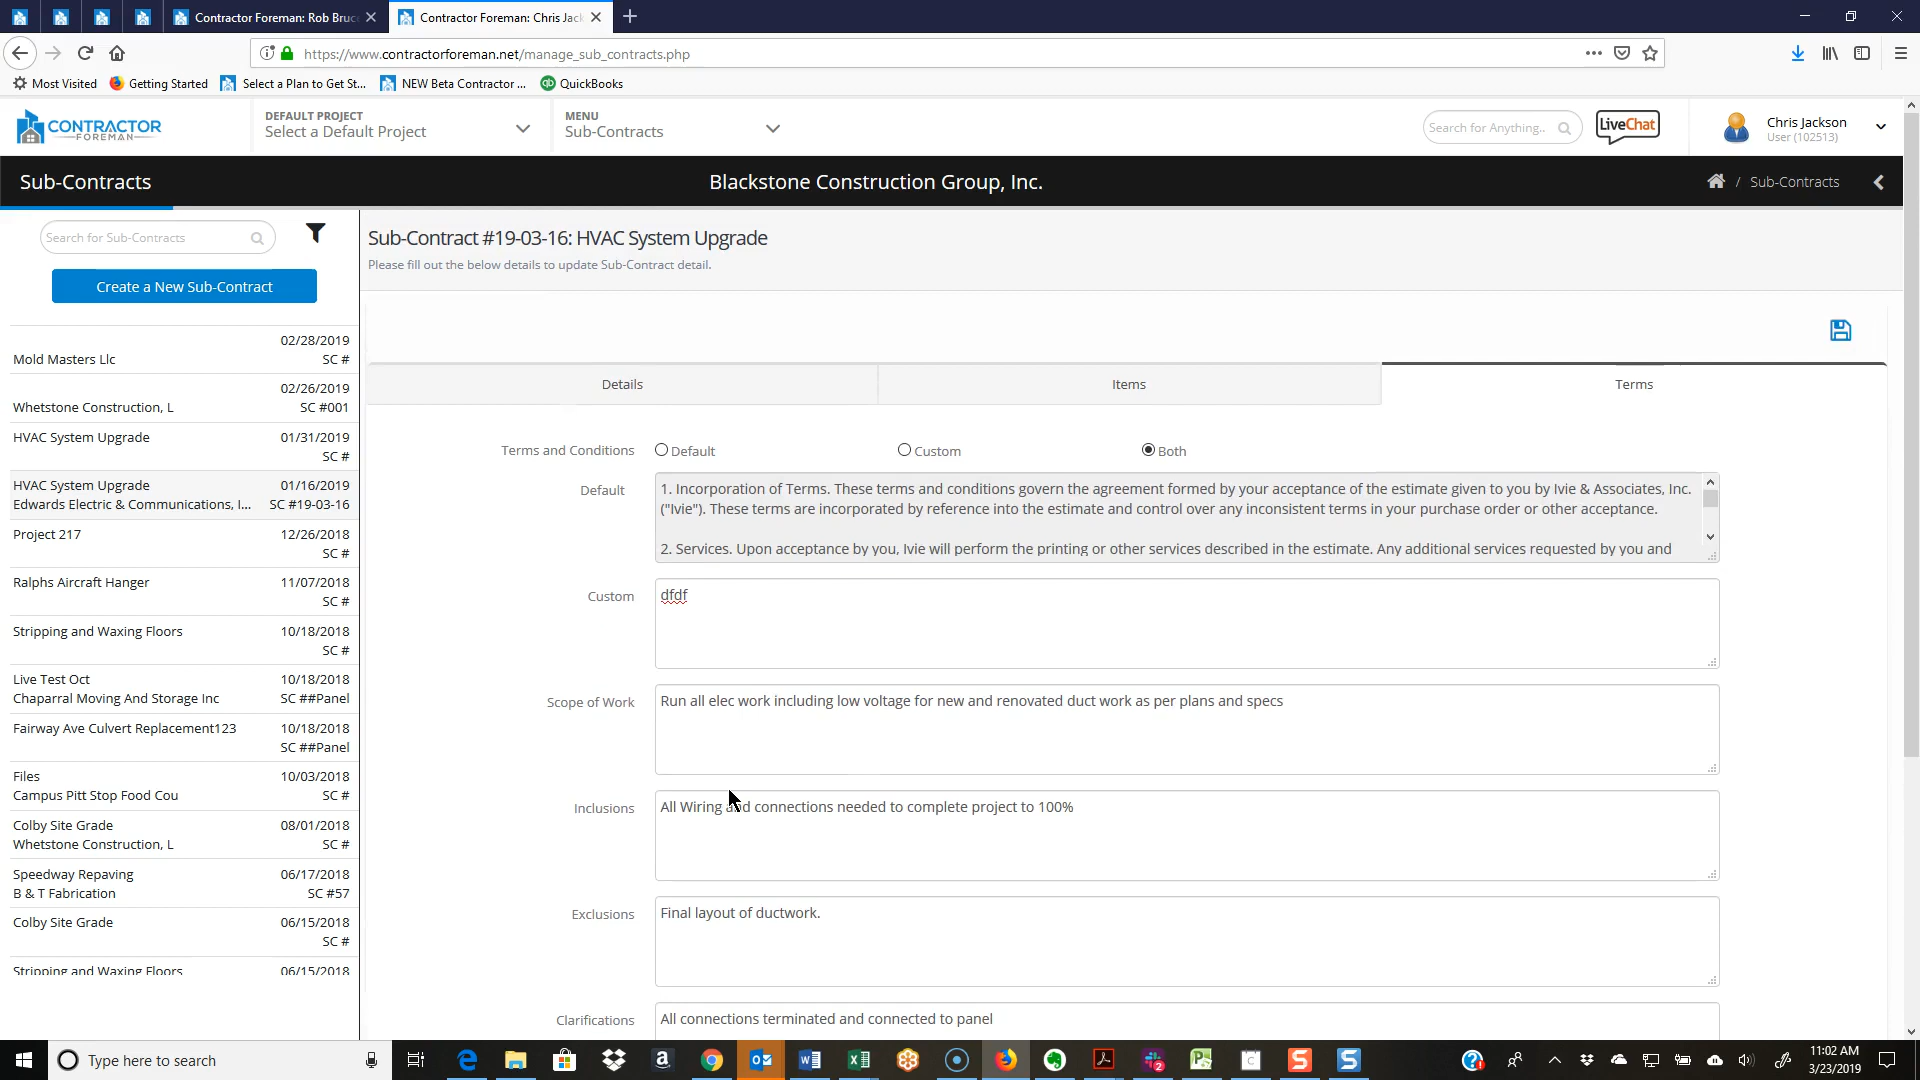 Contractor Foreman: Rob Bruc
Contractor Foreman: Chris Jack
https://www.contractorforeman.net/manage_sub_contracts.php
Most Visited
Getting Started
Select a Plan to Get St...
NEW Beta Contractor ...
QuickBooks
CONTRACTOR
FOREMAN
DEFAULT PROJECT
Select a Default Project
MENU
Sub-Contracts
Search for Anything..
LiveChat
Chris Jackson
User (102513)
Sub-Contracts
Blackstone Construction Group, Inc.
/ Sub-Contracts
Search for Sub-Contracts
Create a New Sub-Contract
02/28/2019
Mold Masters Llc SC #
02/26/2019
Whetstone Construction, L SC #001
HVAC System Upgrade 01/31/2019
SC #
HVAC System Upgrade 01/16/2019
Edwards Electric & Communications, I... SC #19-03-16
Project 217 12/26/2018
SC #
Ralphs Aircraft Hanger 11/07/2018
SC #
Stripping and Waxing Floors 10/18/2018
SC #
Live Test Oct 10/18/2018
Chaparral Moving And Storage Inc SC ##Panel
Fairway Ave Culvert Replacement123 10/18/2018
SC ##Panel
Files 10/03/2018
Campus Pitt Stop Food Cou SC #
Colby Site Grade 08/01/2018
Whetstone Construction, L SC #
Speedway Repaving 06/17/2018
B & T Fabrication SC #57
Colby Site Grade 06/15/2018
SC #
Stripping and Waxing Floors 06/15/2018
Sub-Contract #19-03-16: HVAC System Upgrade
Please fill out the below details to update Sub-Contract detail.
Details
Items
Terms
Terms and Conditions
Default
Custom
Both
Default
1. Incorporation of Terms. These terms and conditions govern the agreement formed by your acceptance of the estimate given to you by Ivie & Associates, Inc.
("Ivie"). These terms are incorporated by reference into the estimate and control over any inconsistent terms in your purchase order or other acceptance.
2. Services. Upon acceptance by you, Ivie will perform the printing or other services described in the estimate. Any additional services requested by you and
Custom
dfdf
Scope of Work
Run all elec work including low voltage for new and renovated duct work as per plans and specs
Inclusions
All Wiring and connections needed to complete project to 100%
Exclusions
Final layout of ductwork.
Clarifications
All connections terminated and connected to panel
Type here to search
11:02 AM
3/23/2019